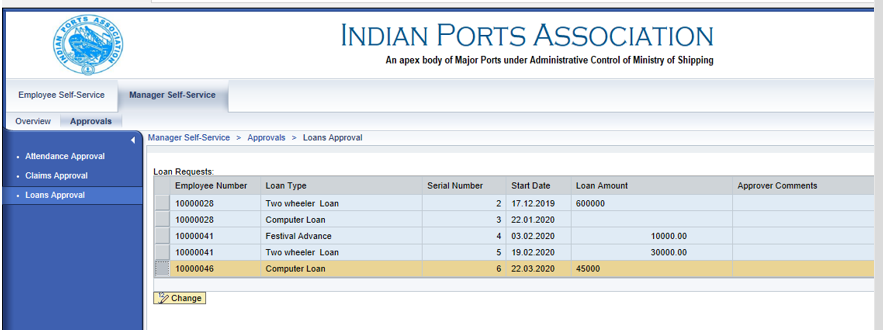 INDIAN PORTS ASSOCIATION
INDIAN PORTS ASSOCIATION
An apex body of Major Ports under Administrative Control of Ministry of Shipping
Employee Self-Service Manager Self-Service
Overview Approvals
Manager Self-Service > Approvals > Loans Approval
• Attendance Approval
• Claims Approval
• Loans Approval
Loan Requests:
Employee Number Loan Type Serial Number Start Date Loan Amount Approver Comments
10000028 Two wheeler Loan 2 17.12.2019 600000
10000028 Computer Loan 3 22.01.2020
10000041 Festival Advance 4 03.02.2020 10000.00
10000041 Two wheeler Loan 5 19.02.2020 30000.00
10000046 Computer Loan 6 22.03.2020 45000
Change